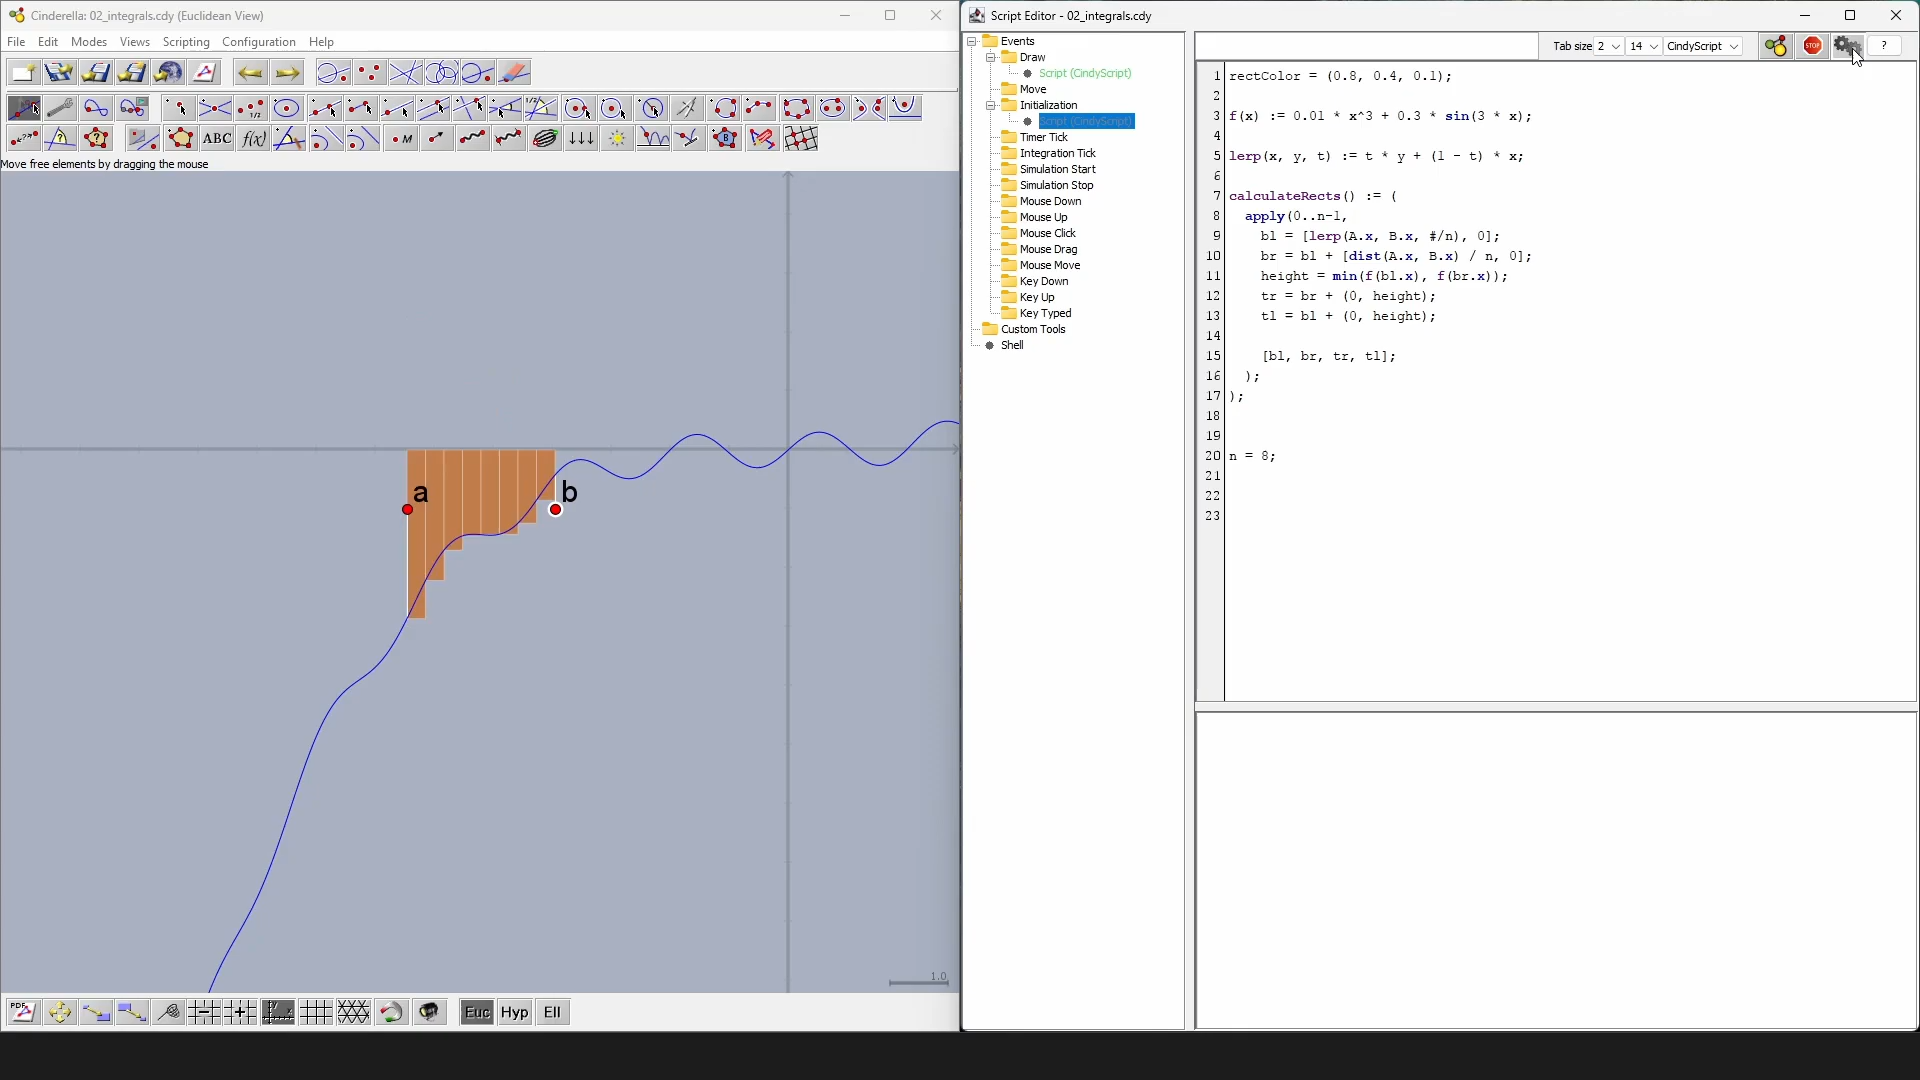 Cinderella: 02_integrals.cdy (Euclidean View)
File Edit Modes Views Scripting Configuration Help
1/2
1/2
ABC f(x) M
B
Move free elements by dragging the mouse
a
b
1.0
PDF
y
x
Euc Hyp Ell
Script Editor - 02_integrals.cdy
Events
Draw
Script (CindyScript)
Move
Initialization
Script (CindyScript)
Timer Tick
Integration Tick
Simulation Start
Simulation Stop
Mouse Down
Mouse Up
Mouse Click
Mouse Drag
Mouse Move
Key Down
Key Up
Key Typed
Custom Tools
Shell
Tab size 2 14 CindyScript STOP ?
1 rectColor = (0.8, 0.4, 0.1);
2
3 f(x) := 0.01 * x^3 + 0.3 * sin(3 * x);
4
5 lerp(x, y, t) := t * y + (1 - t) * x;
6
7 calculateRects() := (
8 apply(0..n-1,
9 bl = [lerp(A.x, B.x, #/n), 0];
10 br = bl + [dist(A.x, B.x) / n, 0];
11 height = min(f(bl.x), f(br.x));
12 tr = br + (0, height);
13 tl = bl + (0, height);
14
15 [bl, br, tr, tl];
16 );
17 );
18
19
20 n = 8;
21
22
23